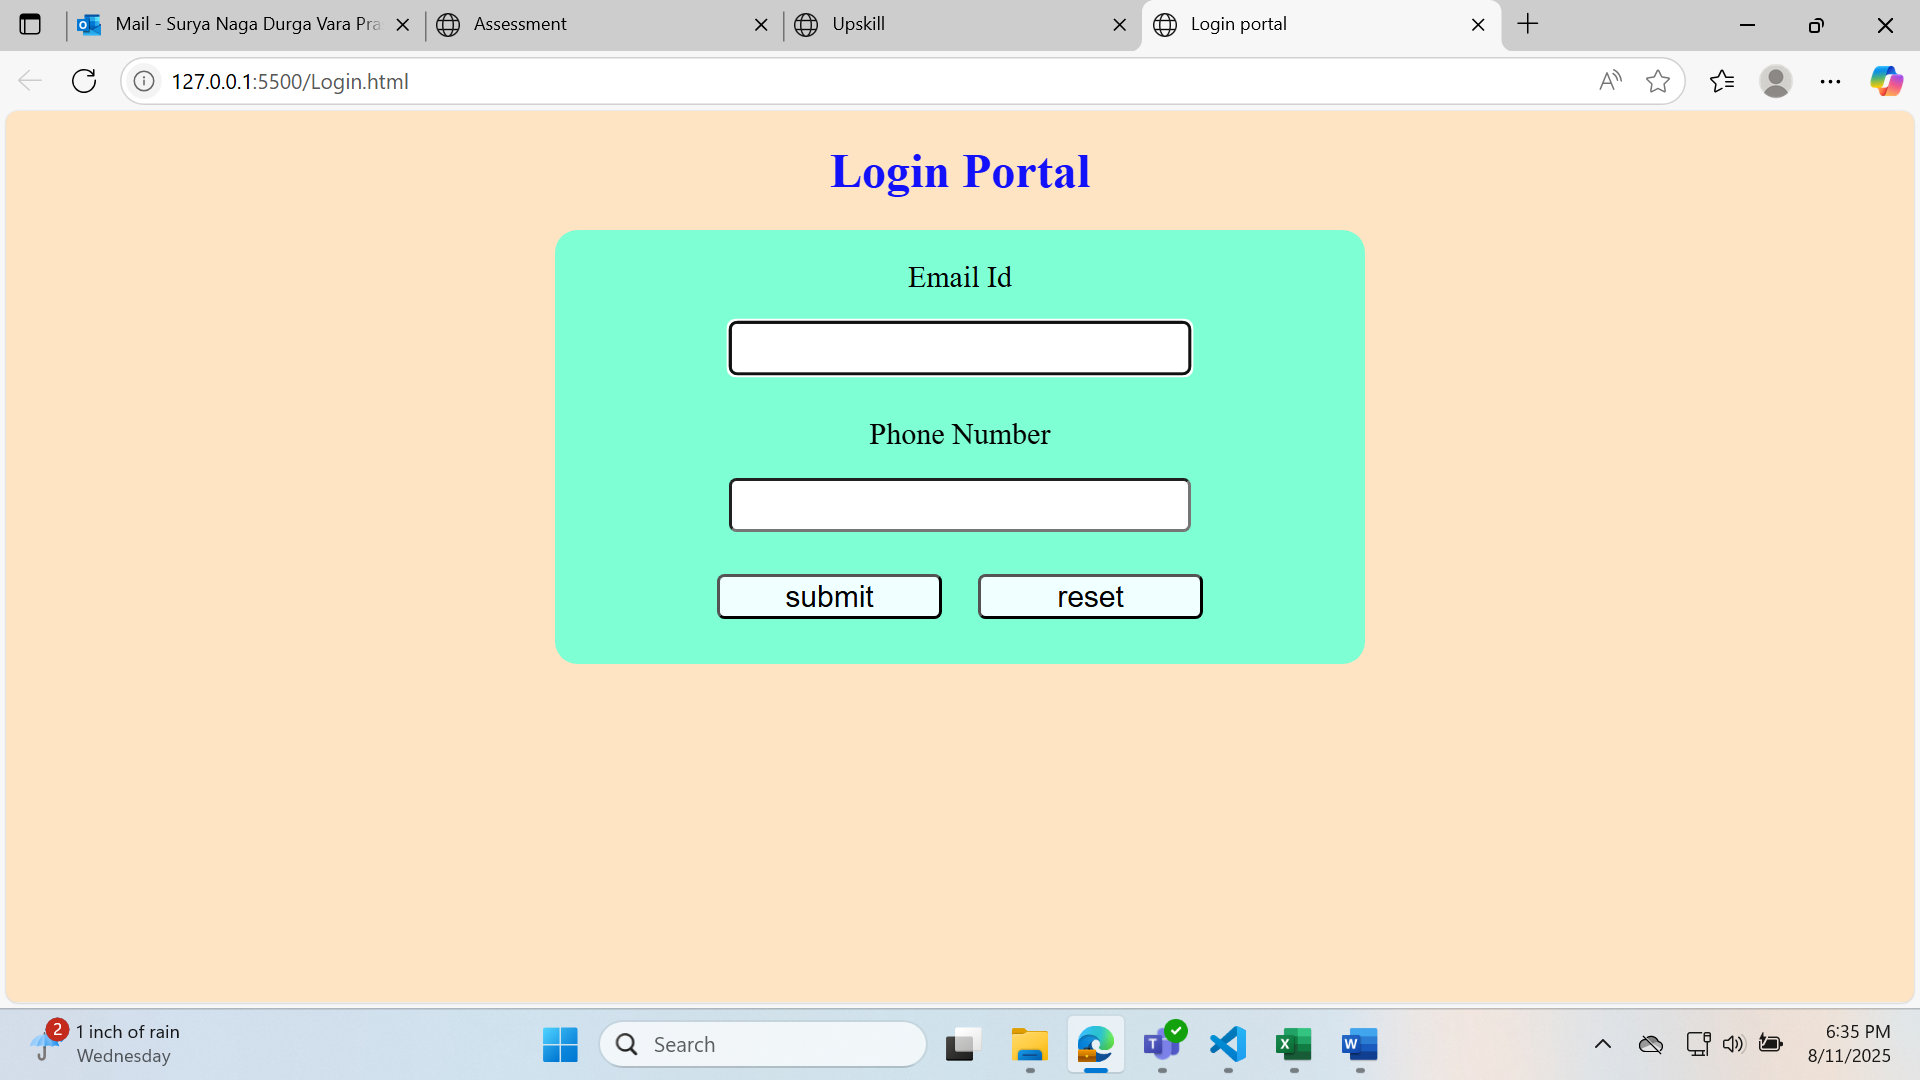 Mail - Surya Naga Durga Vara Pra
Assessment
Upskill
Login portal
127.0.0.1:5500/Login.html
Login Portal
Email Id
Phone Number
submit
reset
2
1 inch of rain
Wednesday
Search
6:35 PM
8/11/2025